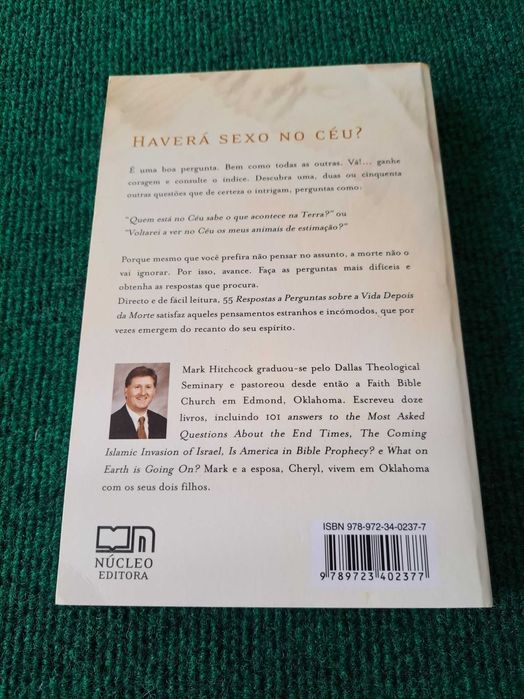 HAVERÁ SEXO NO CÉU?
É uma boa pergunta. Bem como todas as outras. Vá!... ganhe
coragem e consulte o índice. Descubra uma, duas ou cinquenta
outras questões que de certeza o intrigam, perguntas como:
"Quem está no Céu sabe o que acontece na Terra?" ou
"Voltarei a ver no Céu os meus animais de estimação?"
Porque mesmo que você prefira não pensar no assunto, a morte não o
vai ignorar. Por isso, avance. Faça as perguntas mais difíceis e
obtenha as respostas que procura.
Directo e de fácil leitura, 55 Respostas a Perguntas sobre a Vida Depois
da Morte satisfaz aqueles pensamentos estranhos e incómodos, que por
vezes emergem do recanto do seu espírito.
Mark Hitchcock graduou-se pelo Dallas Theological
Seminary e pastoreou desde então a Faith Bible
Church em Edmond, Oklahoma. Escreveu doze
livros, incluindo 101 answers to the Most Asked
Questions About the End Times, The Coming
Islamic Invasion of Israel, Is America in Bible Prophecy? e What on
Earth is Going On? Mark e a esposa, Cheryl, vivem em Oklahoma
com os seus dois filhos.
NÚCLEO
EDITORA
ISBN 978-972-34-0237-7
9 789723 402377